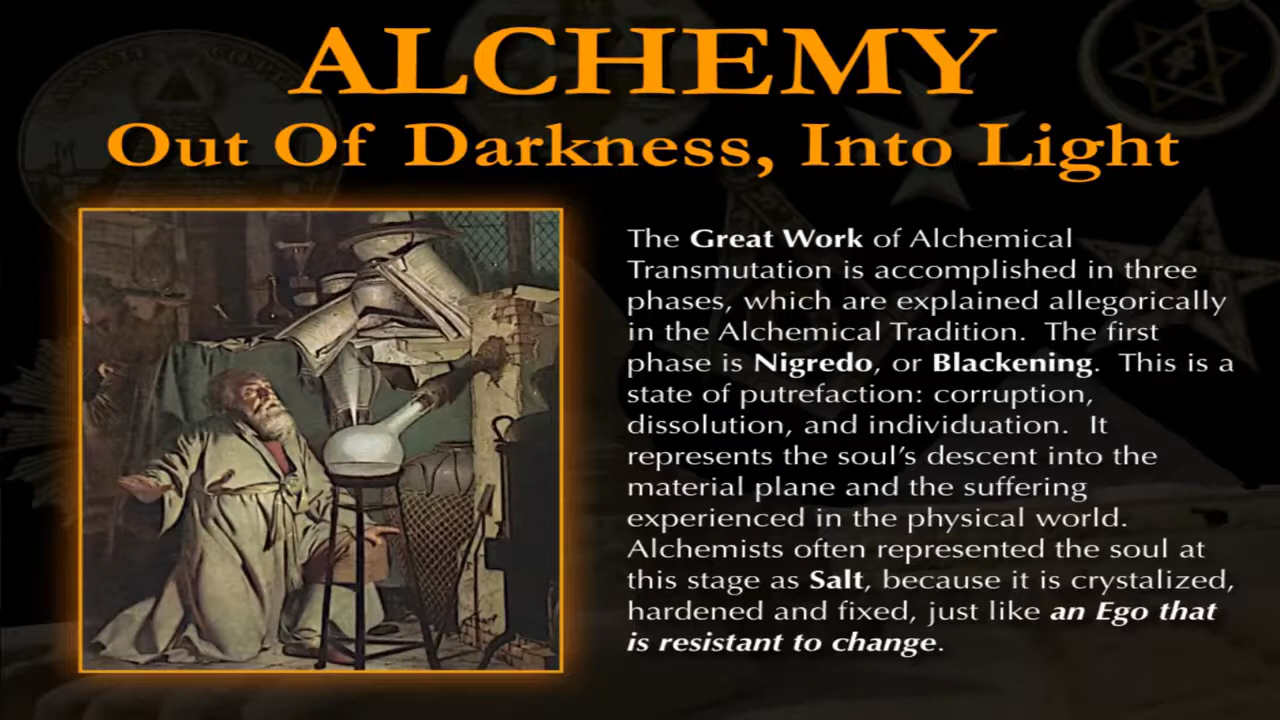 ALCHEMY
Out Of Darkness, Into Light
The Great Work of Alchemical
Transmutation is accomplished in three
phases, which are explained allegorically
in the Alchemical Tradition. The first
phase is Nigredo, or Blackening. This is a
state of putrefaction: corruption,
dissolution, and individuation. It
represents the soul's descent into the
material plane and the suffering
experienced in the physical world.
Alchemists often represented the soul at
this stage as Salt, because it is crystalized,
hardened and fixed, just like an Ego that
is resistant to change.